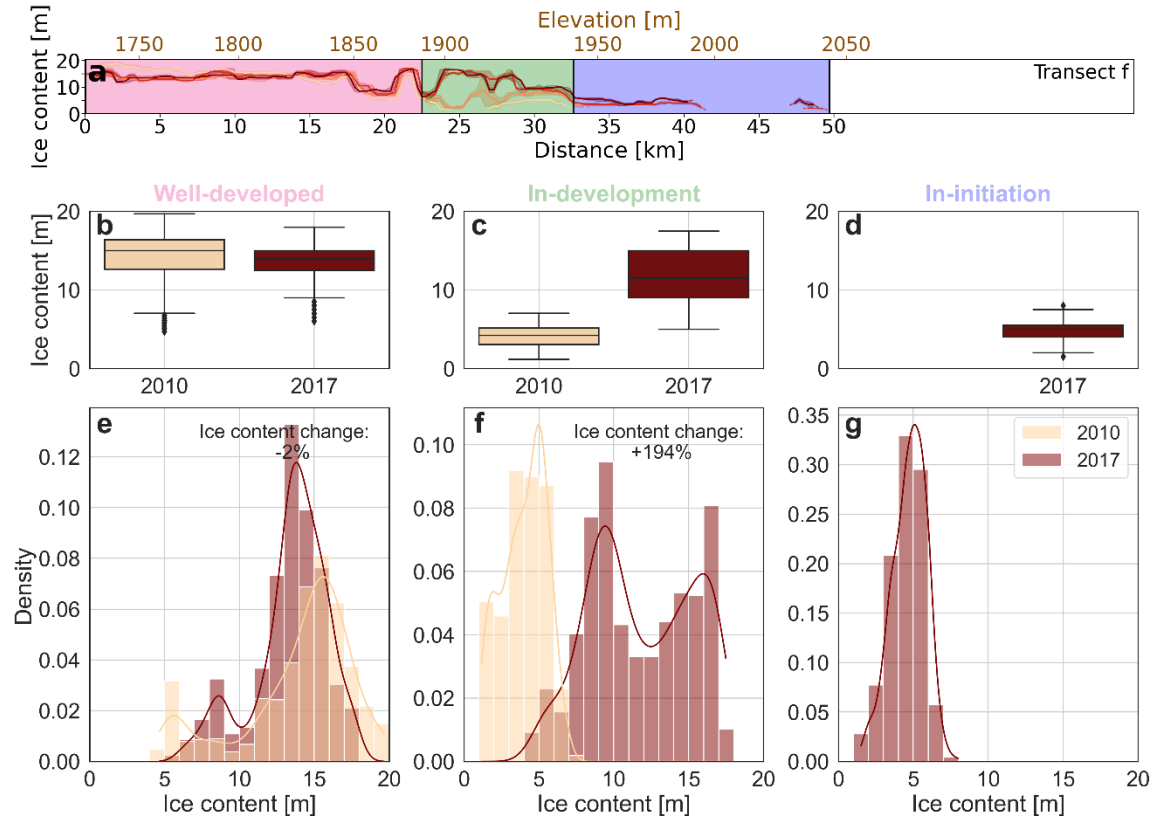 Elevation [m]
1750 1800 1850 1900 1950 2000 2050
Ice content [m]
20
10
0
a
Transect f
0 5 10 15 20 25 30 35 40 45 50
Distance [km]
Well-developed In-development In-initiation
Ice content [m]
20
10
0
b
2010 2017
20
10
0
c
2010 2017
20
10
0
d
2017
Density
0.12
0.10
0.08
0.06
0.04
0.02
0.00
e
Ice content change:
-2%
0 5 10 15 20
Ice content [m]
0.10
0.08
0.06
0.04
0.02
0.00
f
Ice content change:
+194%
0 5 10 15 20
Ice content [m]
0.35
0.30
0.25
0.20
0.15
0.10
0.05
0.00
g
2010
2017
0 5 10 15 20
Ice content [m]